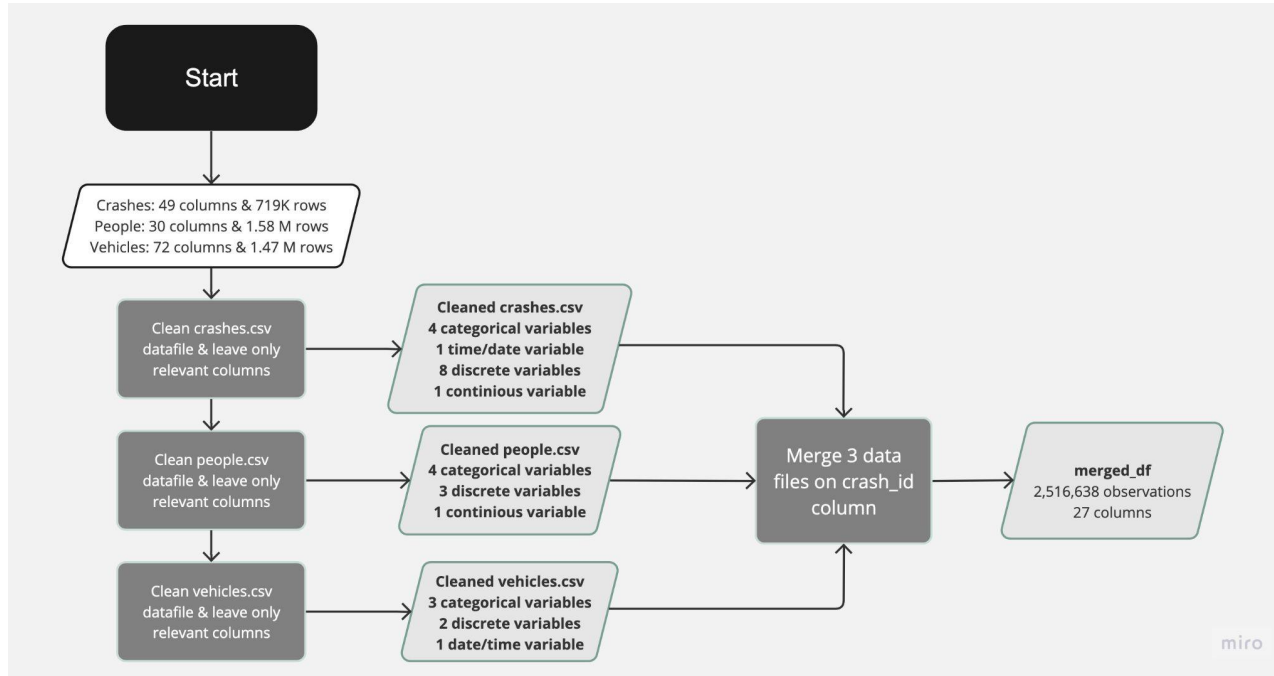 Start
Crashes: 49 columns & 719K rows
People: 30 columns & 1.58 M rows
Vehicles: 72 columns & 1.47 M rows
Clean crashes.csv
datafile & leave only
relevant columns
Cleaned crashes.csv
4 categorical variables
1 time/date variable
8 discrete variables
1 continious variable
Clean people.csv
datafile & leave only
relevant columns
Cleaned people.csv
4 categorical variables
3 discrete variables
1 continious variable
Clean vehicles.csv
datafile & leave only
relevant columns
Cleaned vehicles.csv
3 categorical variables
2 discrete variables
1 date/time variable
Merge 3 data
files on crash_id
column
merged_df
2,516,638 observations
27 columns
miro